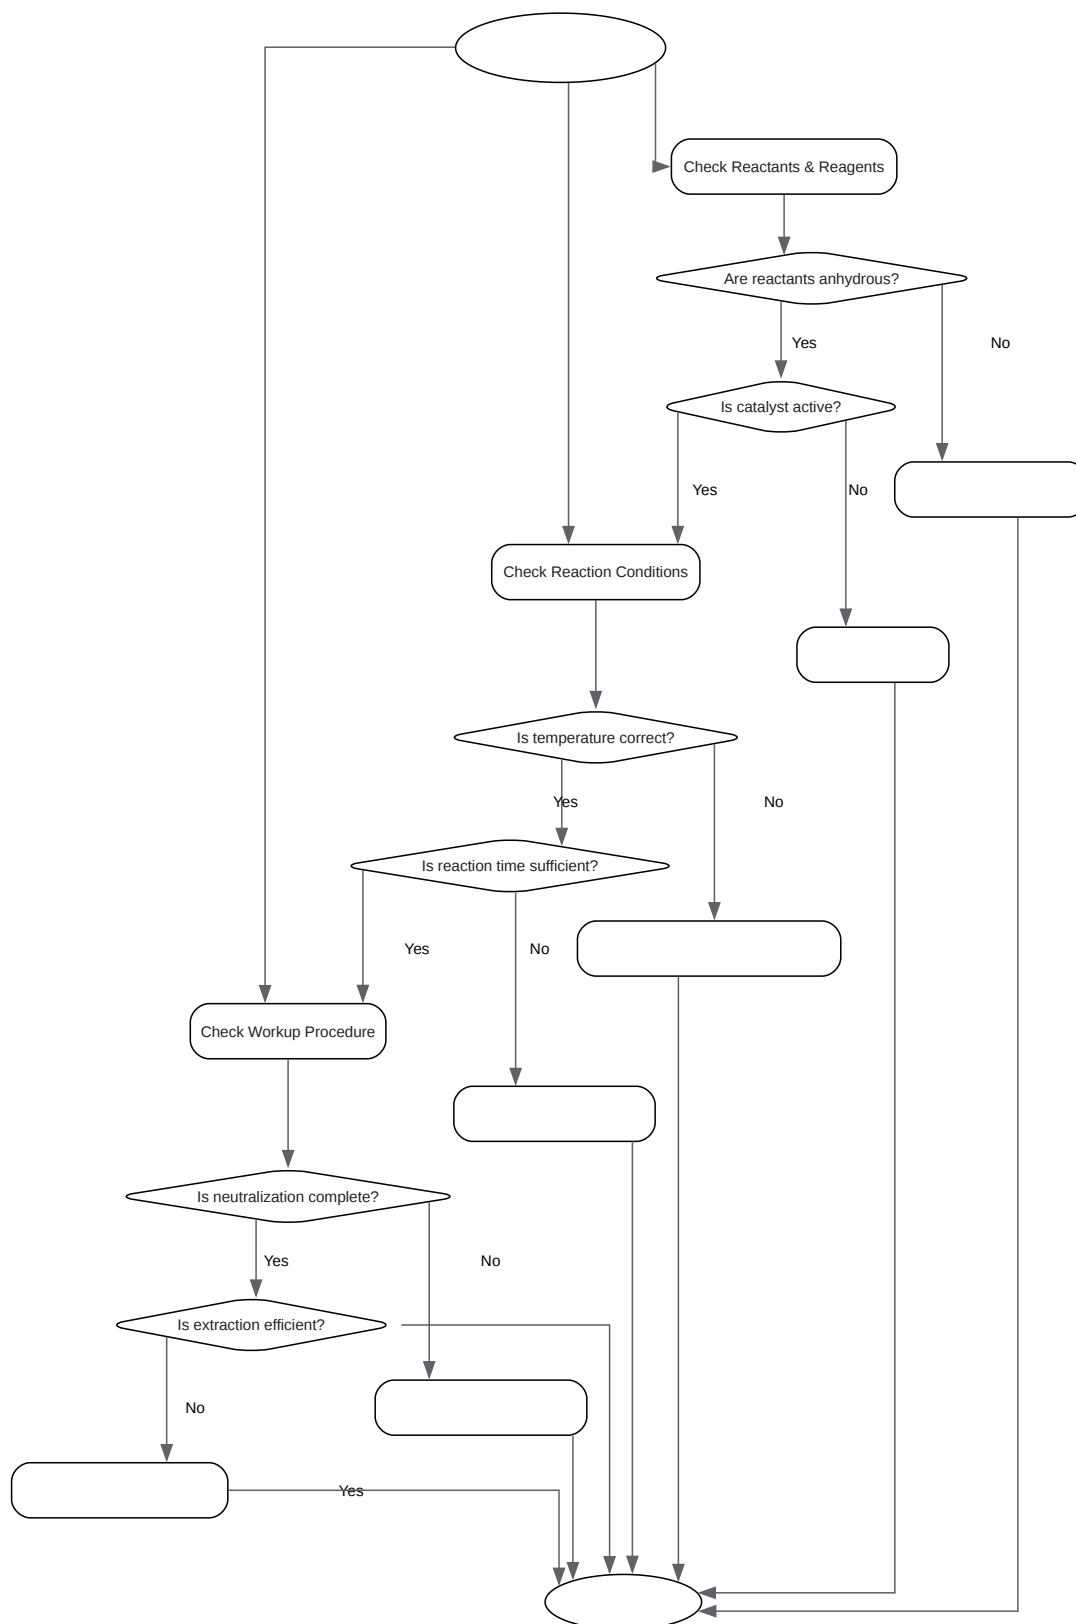 Check Reactants & Reagents
Are reactants anhydrous?
Yes
No
Is catalyst active?
Yes
No
Check Reaction Conditions
Is temperature correct?
Yes
No
Is reaction time sufficient?
Yes
No
Check Workup Procedure
Is neutralization complete?
Yes
No
Is extraction efficient?
No
Yes